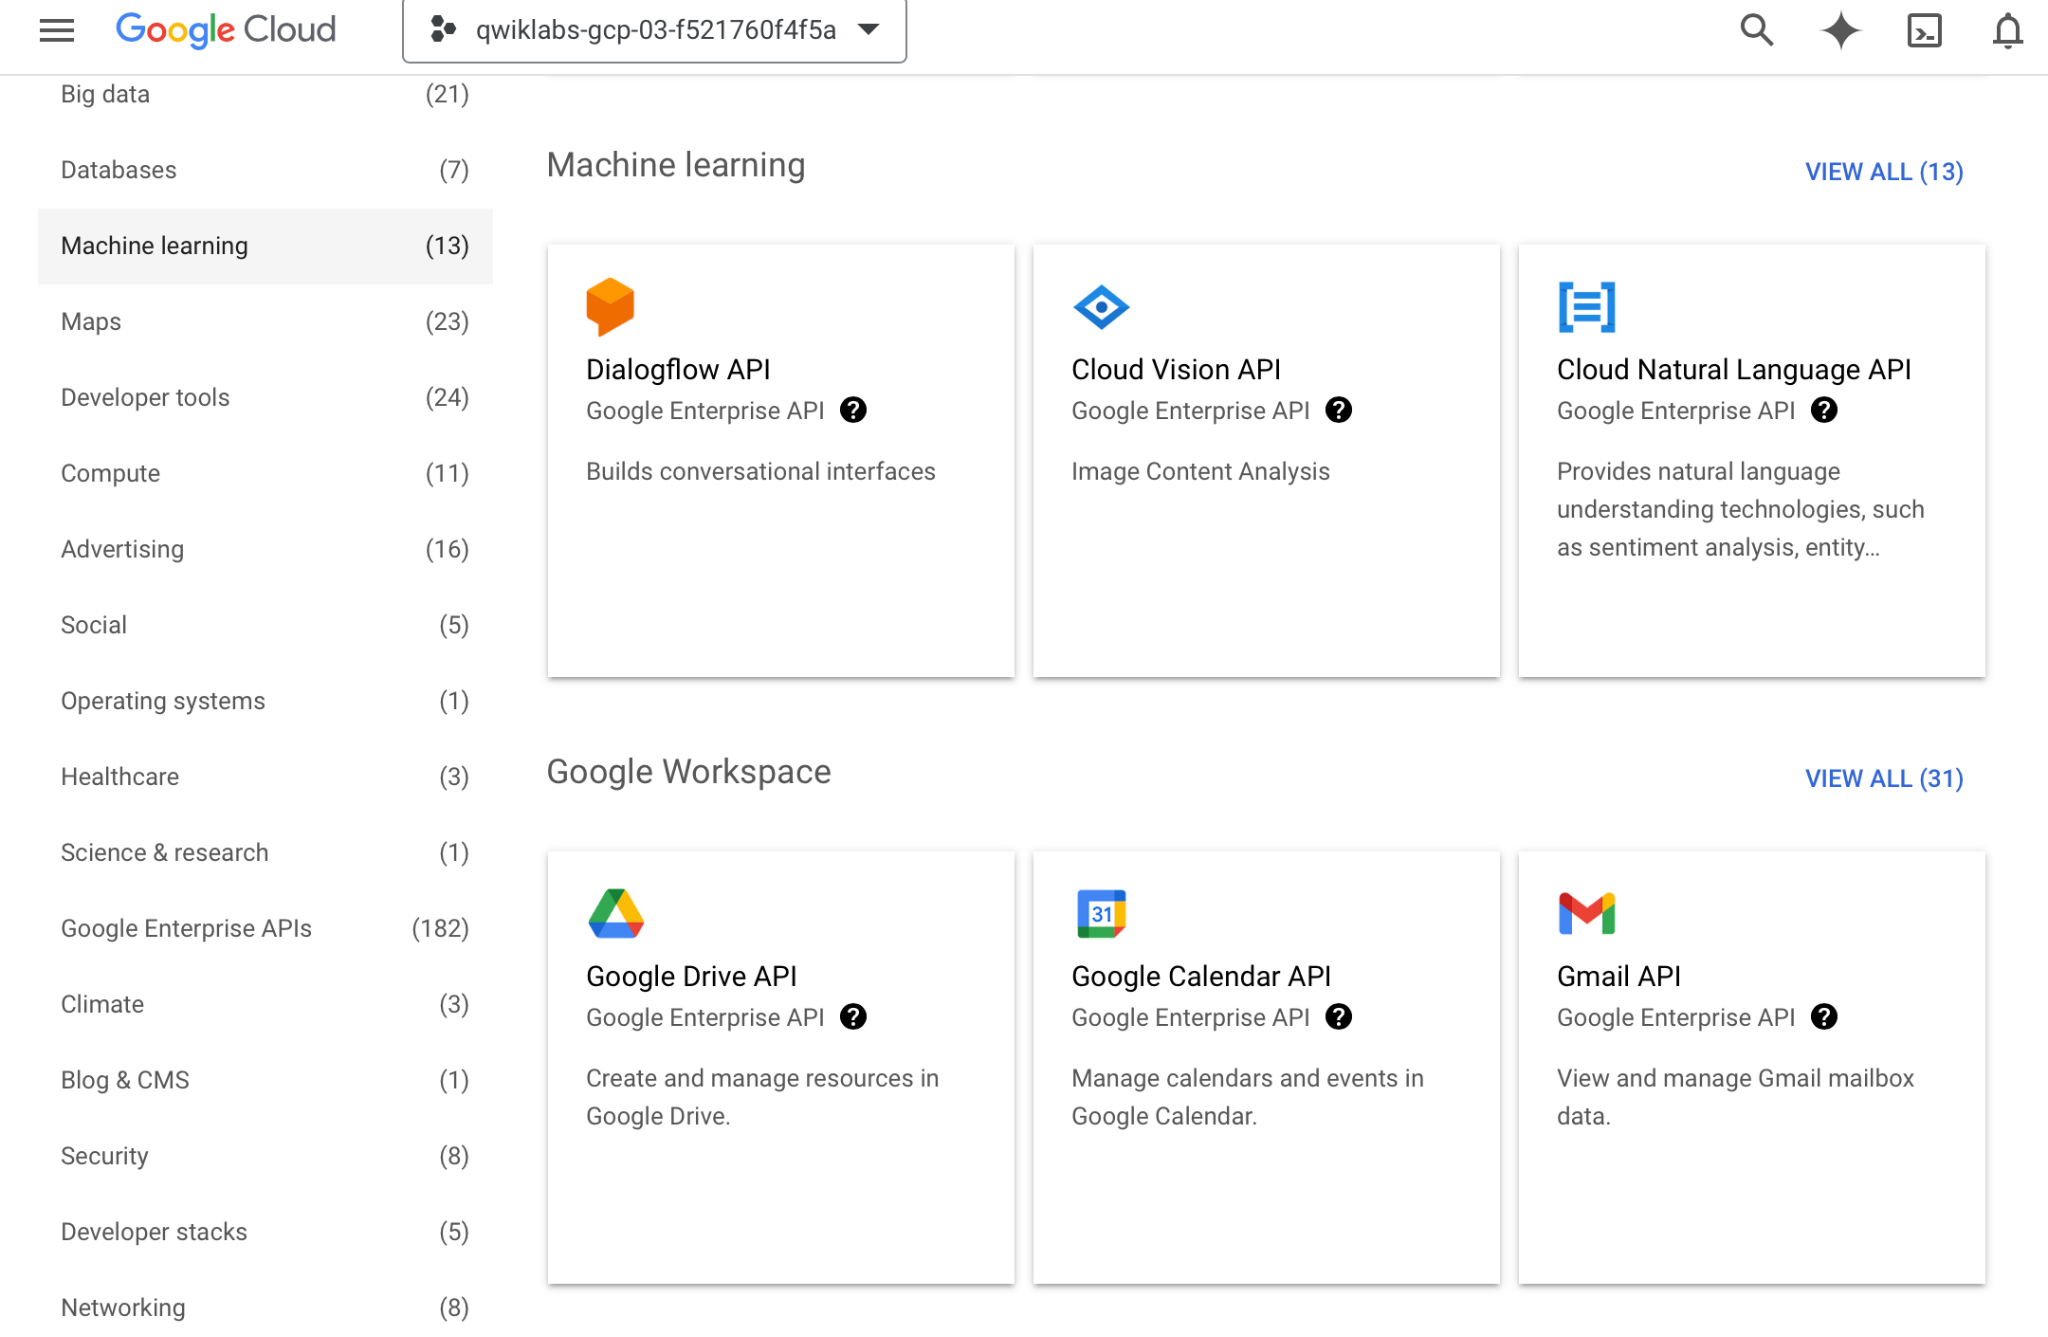 Google Cloud
qwiklabs-gcp-03-f521760f4f5a
Big data (21)
Databases (7)
Machine learning (13)
Maps (23)
Developer tools (24)
Compute (11)
Advertising (16)
Social (5)
Operating systems (1)
Healthcare (3)
Science & research (1)
Google Enterprise APIs (182)
Climate (3)
Blog & CMS (1)
Security (8)
Developer stacks (5)
Networking (8)
Machine learning
VIEW ALL (13)
Dialogflow API
Google Enterprise API ?
Builds conversational interfaces
Cloud Vision API
Google Enterprise API ?
Image Content Analysis
Cloud Natural Language API
Google Enterprise API ?
Provides natural language
understanding technologies, such
as sentiment analysis, entity...
Google Workspace
VIEW ALL (31)
Google Drive API
Google Enterprise API ?
Create and manage resources in
Google Drive.
31
Google Calendar API
Google Enterprise API ?
Manage calendars and events in
Google Calendar.
Gmail API
Google Enterprise API ?
View and manage Gmail mailbox
data.